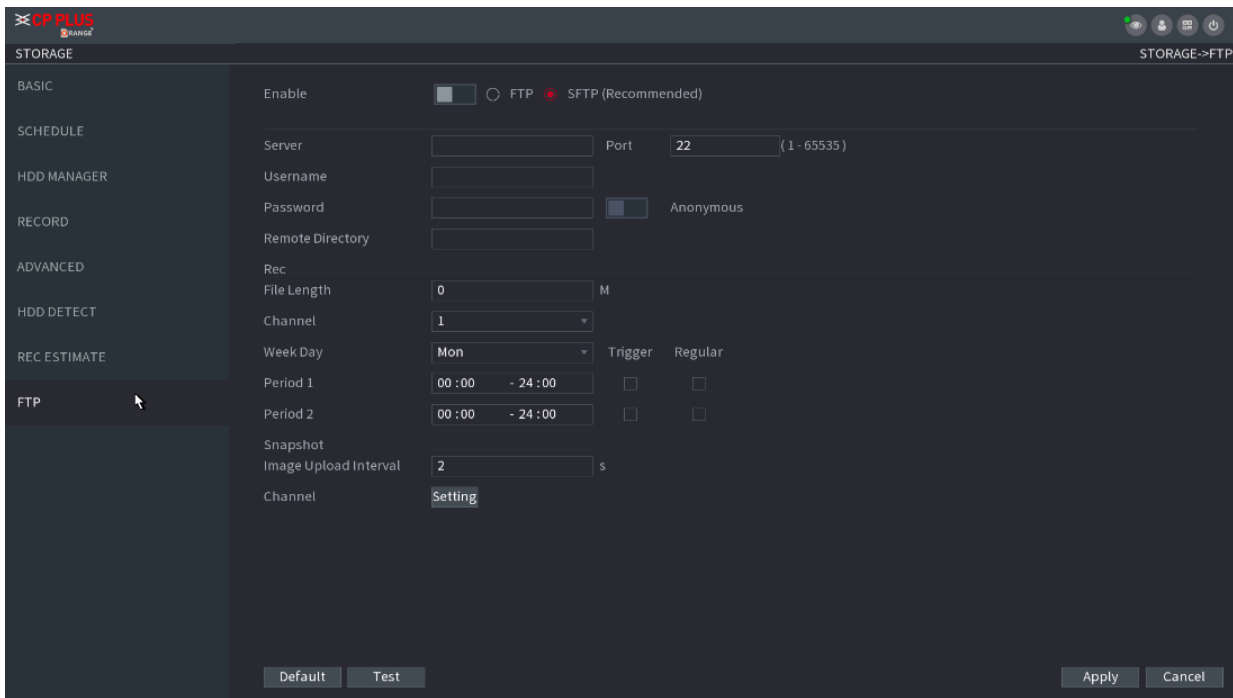 CP PLUS
ORANGE
STORAGE STORAGE->FTP
BASIC
SCHEDULE
HDD MANAGER
RECORD
ADVANCED
HDD DETECT
REC ESTIMATE
FTP
Enable FTP SFTP (Recommended)
Server Port 22 ( 1 - 65535 )
Username
Password Anonymous
Remote Directory
Rec
File Length 0 M
Channel 1
Week Day Mon Trigger Regular
Period 1 00 : 00 - 24 : 00
Period 2 00 : 00 - 24 : 00
Snapshot
Image Upload Interval 2 s
Channel Setting
Default Test Apply Cancel